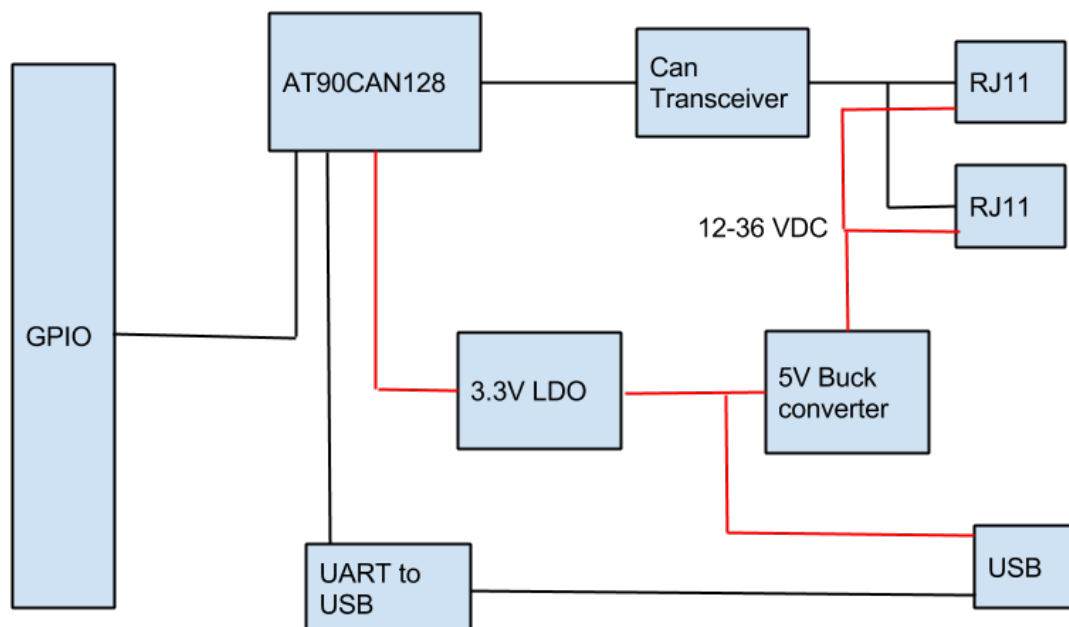 AT90CAN128
Can
Transceiver
RJ11
RJ11
12-36 VDC
GPIO
3.3V LDO
5V Buck
converter
UART to
USB
USB